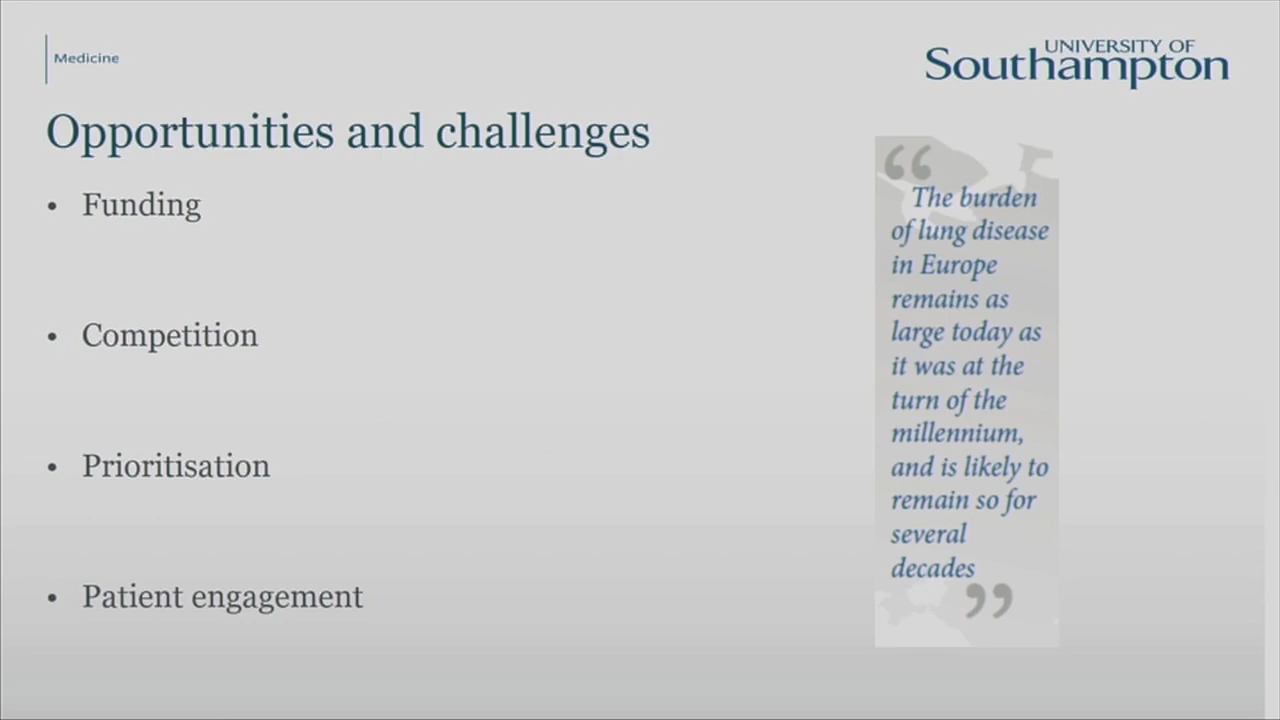 Medicine
UNIVERSITY OF
Southampton
Opportunities and challenges
• Funding
• Competition
• Prioritisation
• Patient engagement
“
The burden
of lung disease
in Europe
remains as
large today as
it was at the
turn of the
millennium,
and is likely to
remain so for
several
decades
”